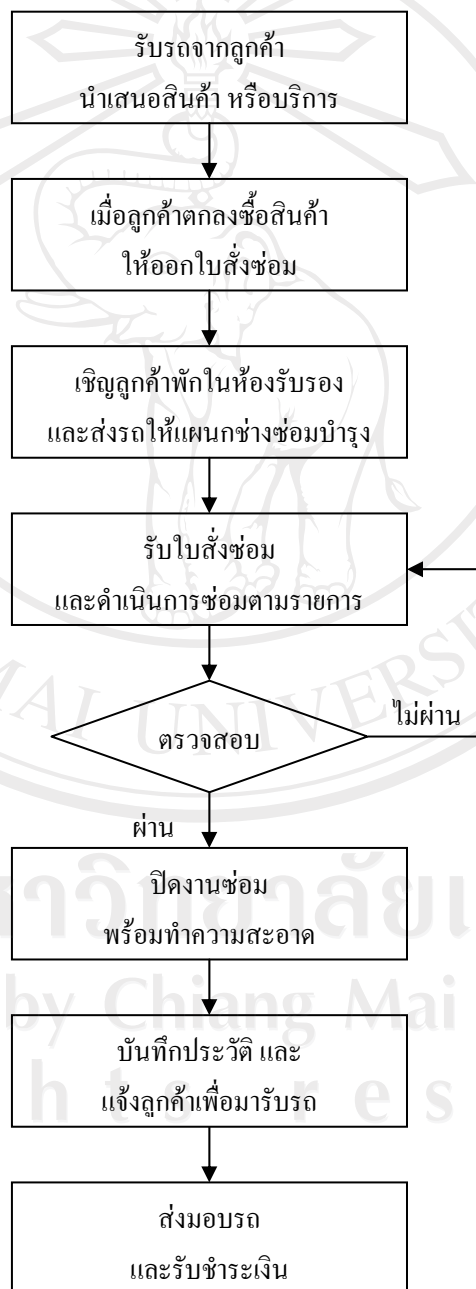 รับรถจากลูกค้า
นำเสนอสินค้า หรือบริการ
เมื่อลูกค้าตกลงซื้อสินค้า
ให้ออกใบสั่งซ่อม
เชิญลูกค้าพักในห้องรับรอง
และส่งรถให้แผนกช่างซ่อมบำรุง
รับใบสั่งซ่อม
และดำเนินการซ่อมตามรายการ
ไม่ผ่าน
MAI UNIVERSIT
ตรวจสอบ
ผ่าน
ปิดงานซ่อม
พร้อมทำความสะอาด
บันทึกประวัติ และ
แจ้งลูกค้าเพื่อมารับรถ
ส่งมอบรถ
และรับชำระเงิน
by Chiang Mai
h t s r e s